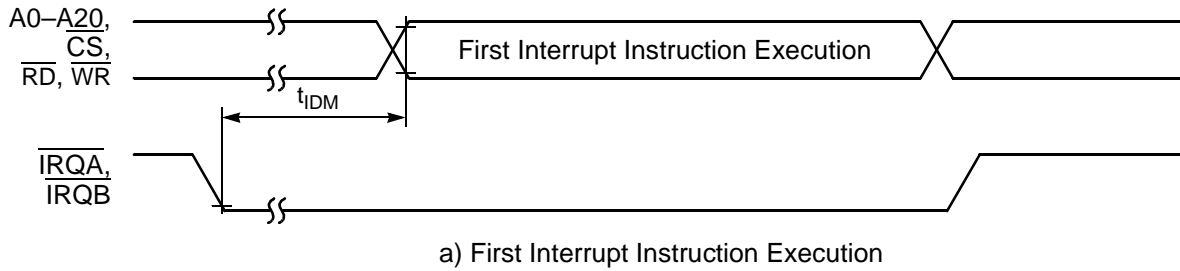 A0–A20,
CS,
RD, WR
First Interrupt Instruction Execution
tIDM
IRQA,
IRQB
a) First Interrupt Instruction Execution